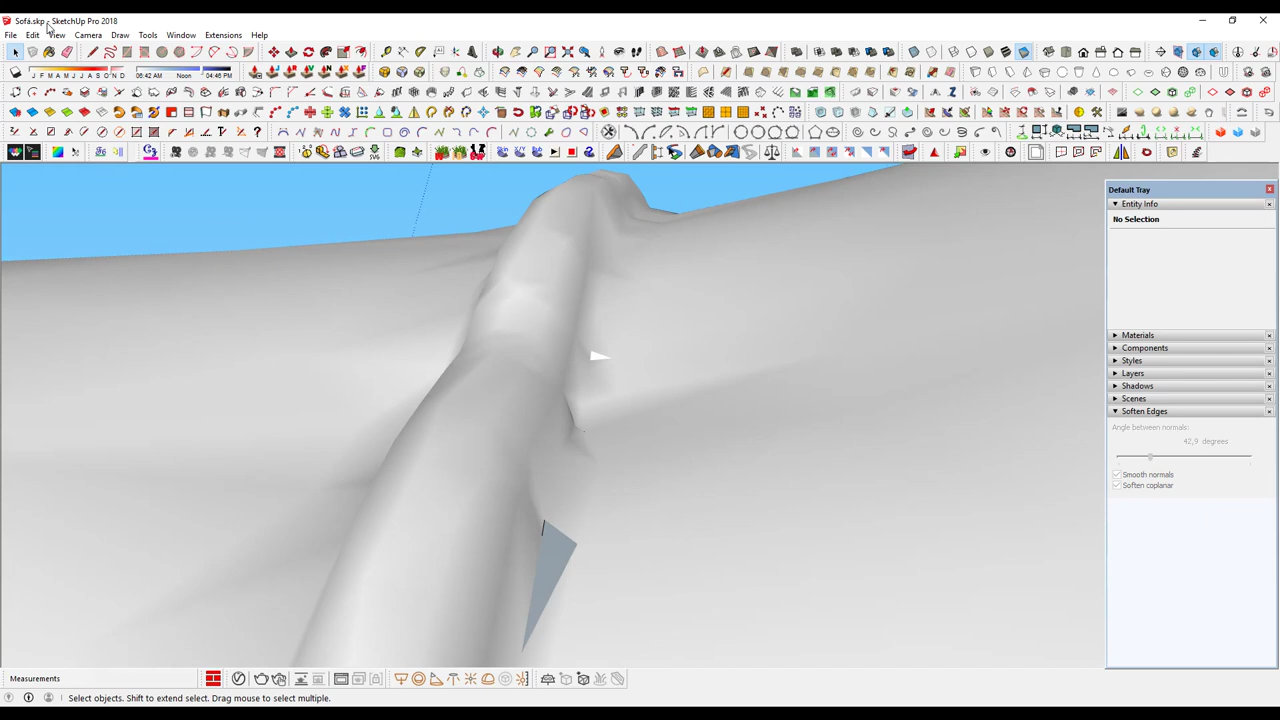 Sofá.skp - SketchUp Pro 2018
File Edit View Camera Draw Tools Window Extensions Help
J F M A M J J A S O N D 06:42 AM Noon 04:46 PM
SVG
Default Tray
Entity Info
No Selection
Materials
Components
Styles
Layers
Shadows
Scenes
Soften Edges
Angle between normals:
42,9 degrees
Smooth normals
Soften coplanar
Measurements
Select objects. Shift to extend select. Drag mouse to select multiple.